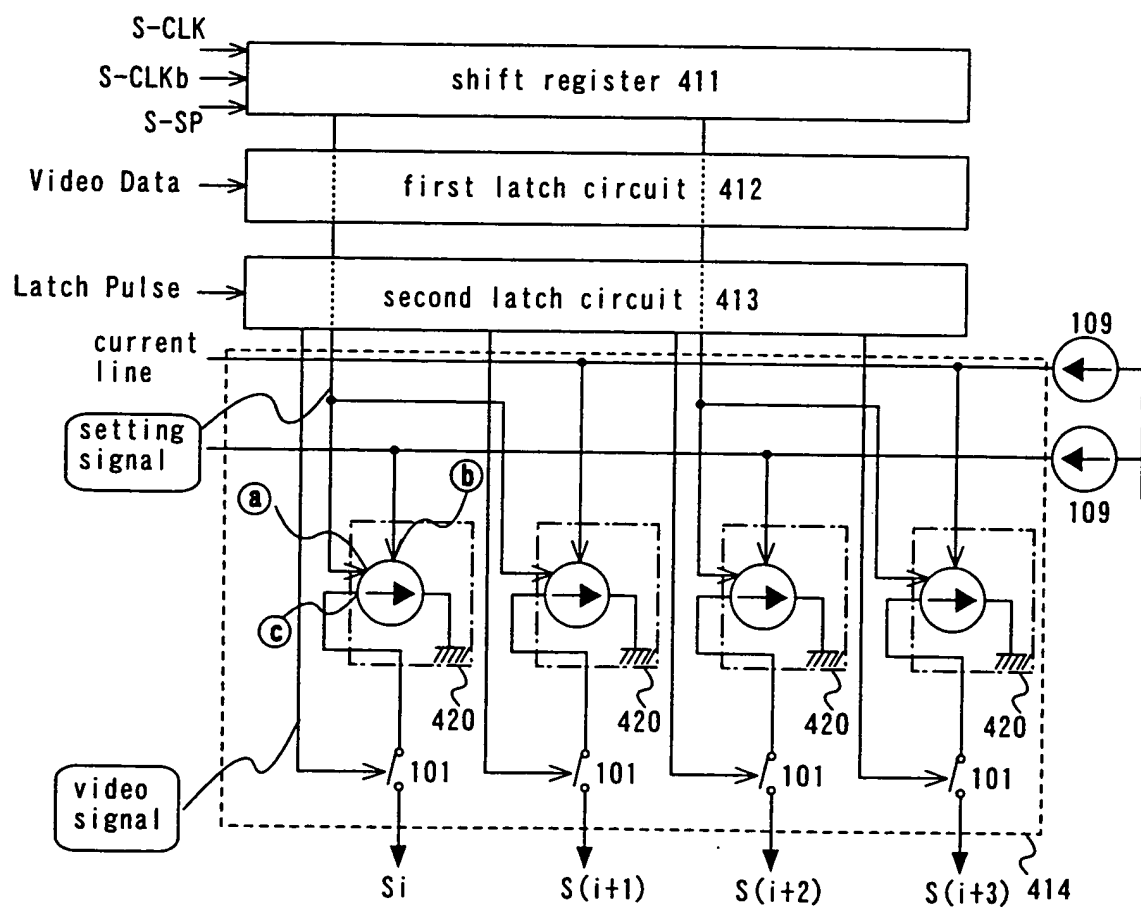 S-CLK
S-CLKb
S-SP
shift register 411
Video Data
first latch circuit 412
Latch Pulse
second latch circuit 413
current
line
109
setting
signal
109
a
b
c
420
420
420
420
101
101
101
101
video
signal
Si
S(i+1)
S(i+2)
S(i+3)
414